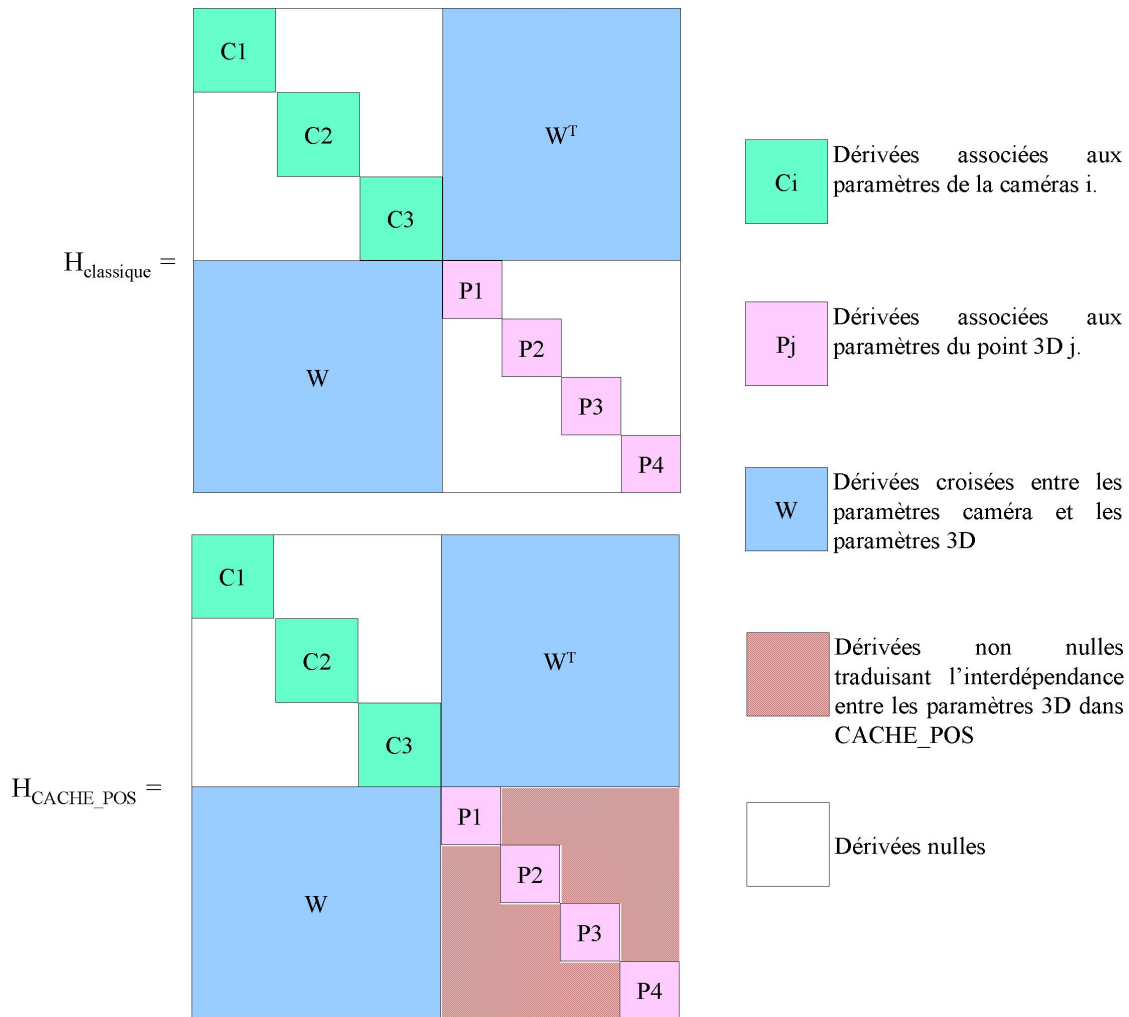 C1
C2
W^T
C3
H_classique =
P1
P2
W
P3
P4
C1
C2
W^T
C3
H_CACHE_POS =
P1
P2
W
P3
P4
Ci
Dérivées associées aux
paramètres de la caméras i.
Pj
Dérivées associées aux
paramètres du point 3D j.
W
Dérivées croisées entre les
paramètres caméra et les
paramètres 3D
Dérivées non nulles
traduisant l’interdépendance
entre les paramètres 3D dans
CACHE_POS
Dérivées nulles